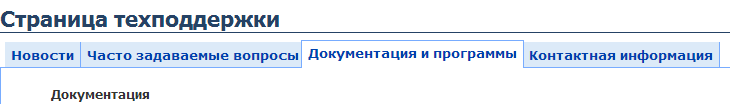 Страница техподдержки
Новости Часто задаваемые вопросы Документация и программы Контактная информация
Документация